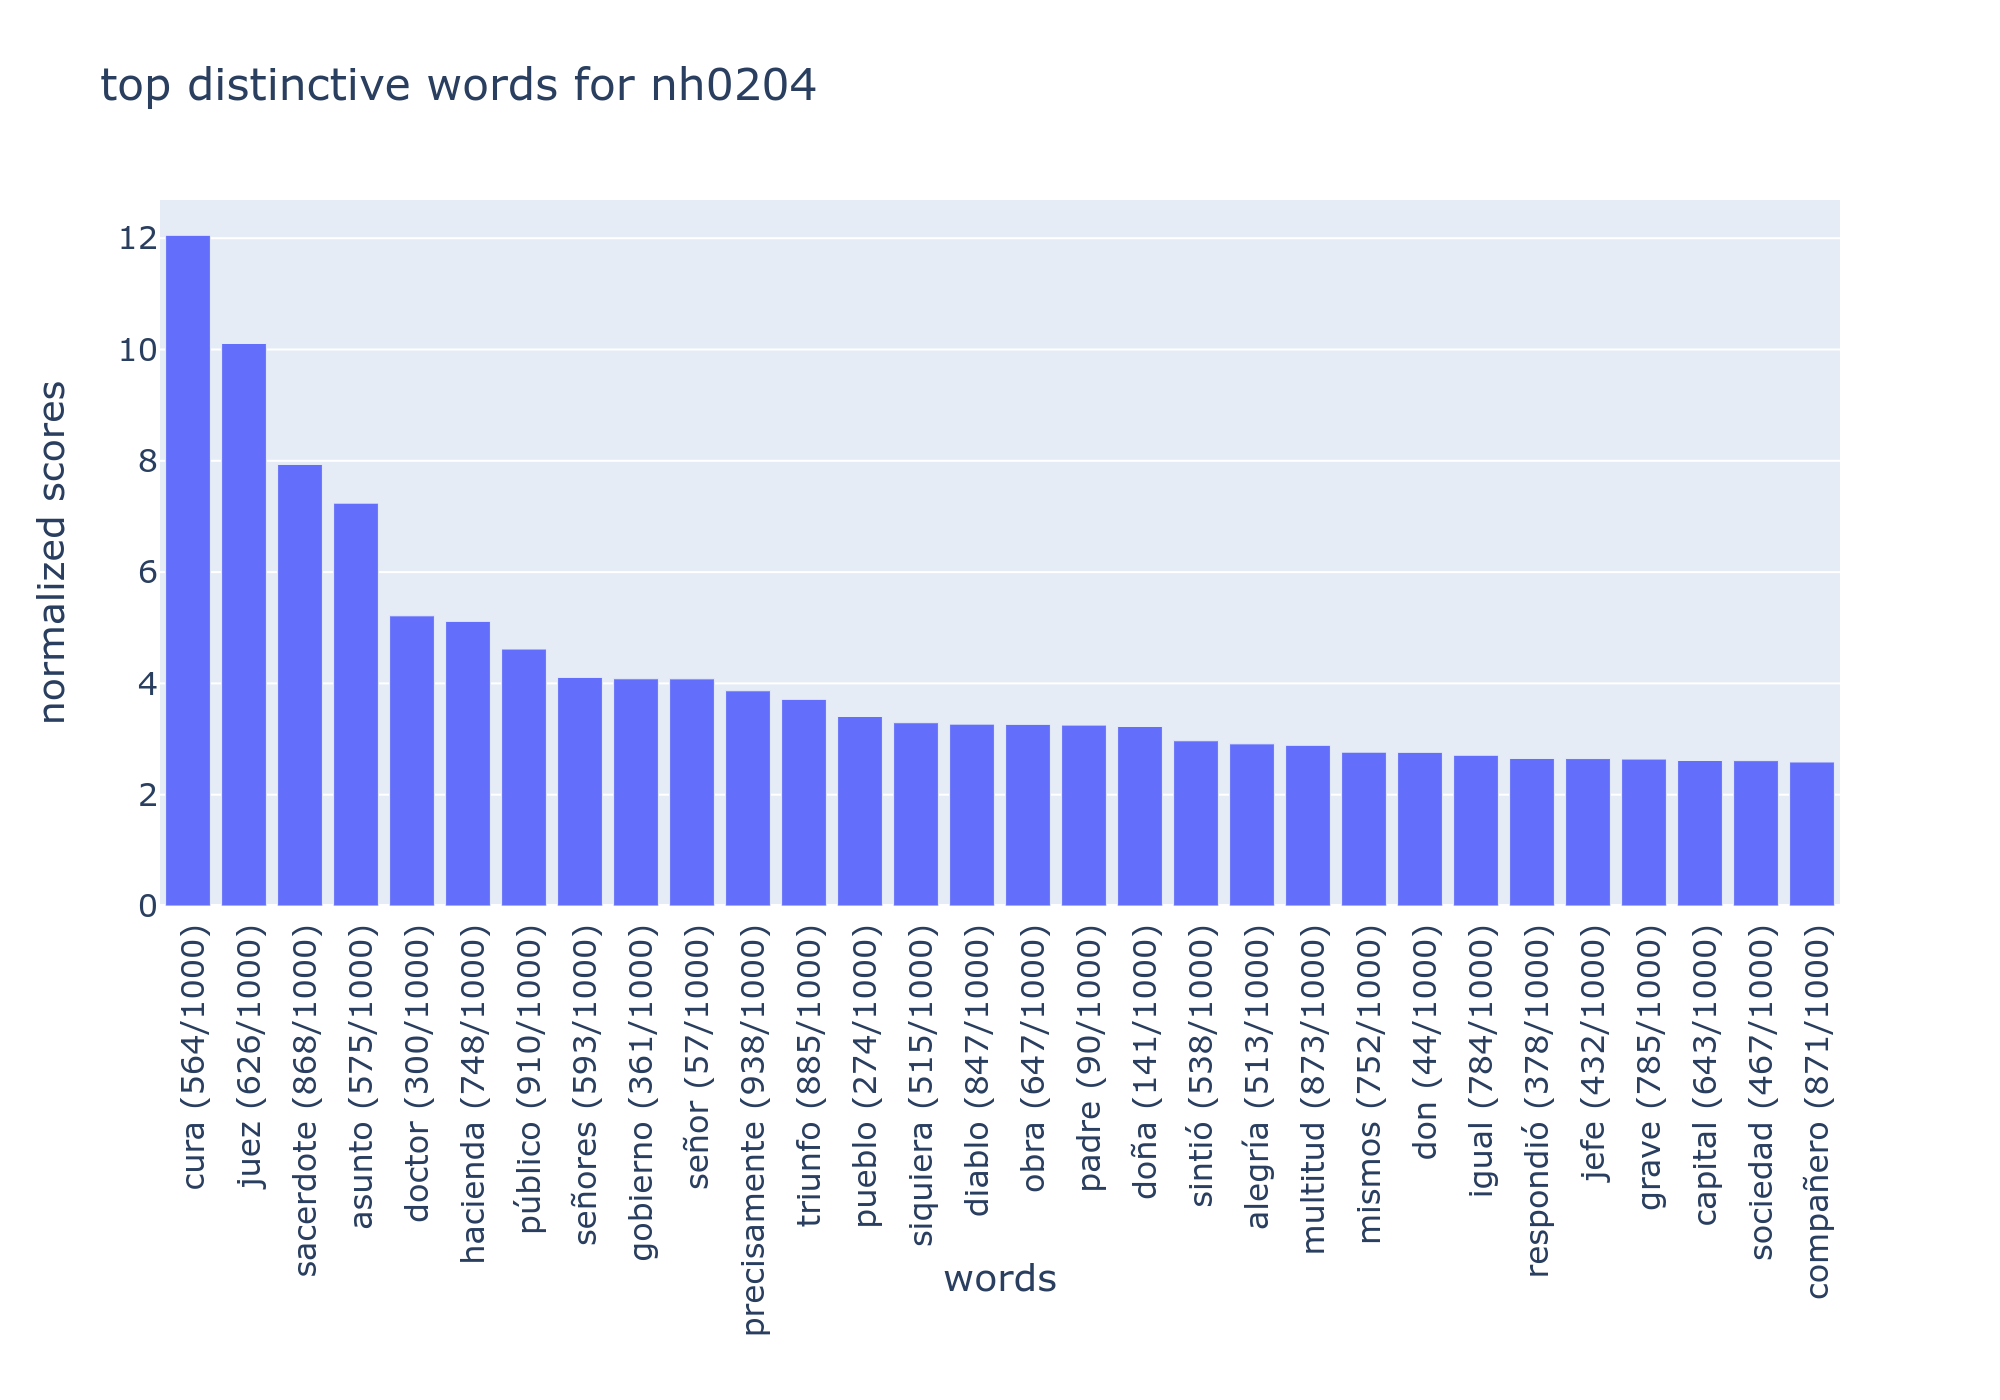 top distinctive words for nh0204
normalized scores
12
10
8
6
4
2
0
cura (564/1000)
juez (626/1000)
sacerdote (868/1000)
asunto (575/1000)
doctor (300/1000)
hacienda (748/1000)
público (910/1000)
señores (593/1000)
gobierno (361/1000)
señor (57/1000)
precisamente (938/1000)
triunfo (885/1000)
pueblo (274/1000)
siquiera (515/1000)
diablo (847/1000)
obra (647/1000)
padre (90/1000)
doña (141/1000)
sintió (538/1000)
alegría (513/1000)
multitud (873/1000)
mismos (752/1000)
don (44/1000)
igual (784/1000)
respondió (378/1000)
jefe (432/1000)
grave (785/1000)
capital (643/1000)
sociedad (467/1000)
compañero (871/1000)
words